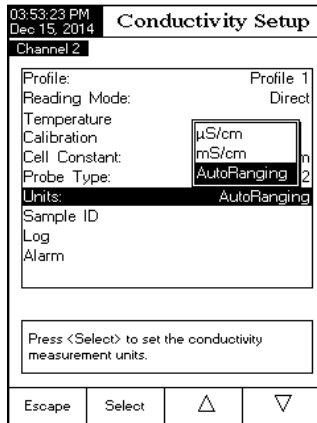 03:53:23 PM
Dec 15, 2014
Conductivity Setup
Channel 2
Profile: Profile 1
Reading Mode: Direct
Temperature
Calibration
Cell Constant:
Probe Type: 2
µS/cm
mS/cm
AutoRanging
Units: AutoRanging
Sample ID
Log
Alarm
Press <Select> to set the conductivity
measurement units.
Escape Select △ ▽